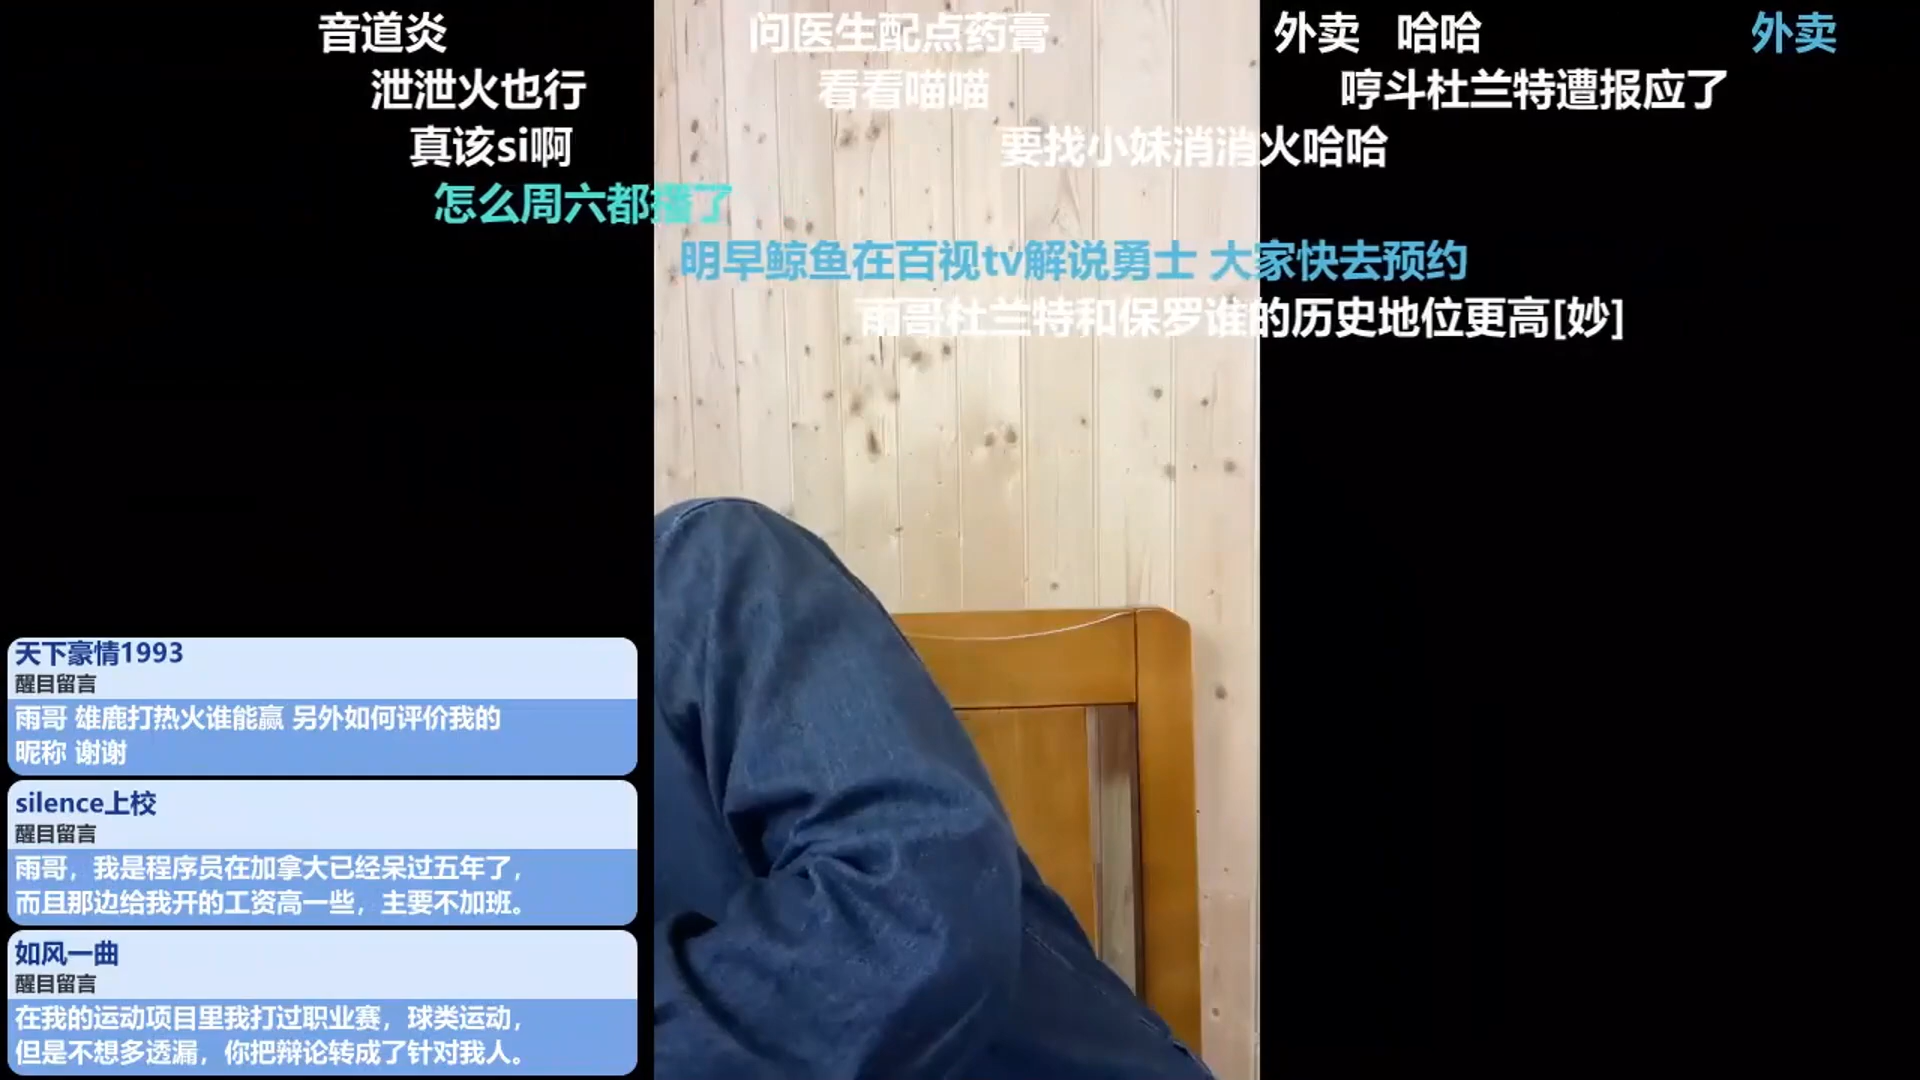 音道炎
问医生配点药膏
外卖
哈哈
外卖
泄泄火也行
看看喵喵
哼斗杜兰特遭报应了
真该si啊
要找小妹消消火哈哈
怎么周六都播了
明早鲸鱼在百视tv解说勇士 大家快去预约
雨哥杜兰特和保罗谁的历史地位更高[妙]
天下豪情1993
醒目留言
雨哥 雄鹿打热火谁能赢 另外如何评价我的
昵称 谢谢
silence上校
醒目留言
雨哥，我是程序员在加拿大已经呆过五年了，
而且那边给我开的工资高一些，主要不加班。
如风一曲
醒目留言
在我的运动项目里我打过职业赛，球类运动，
但是不想多透漏，你把辩论转成了针对我人。